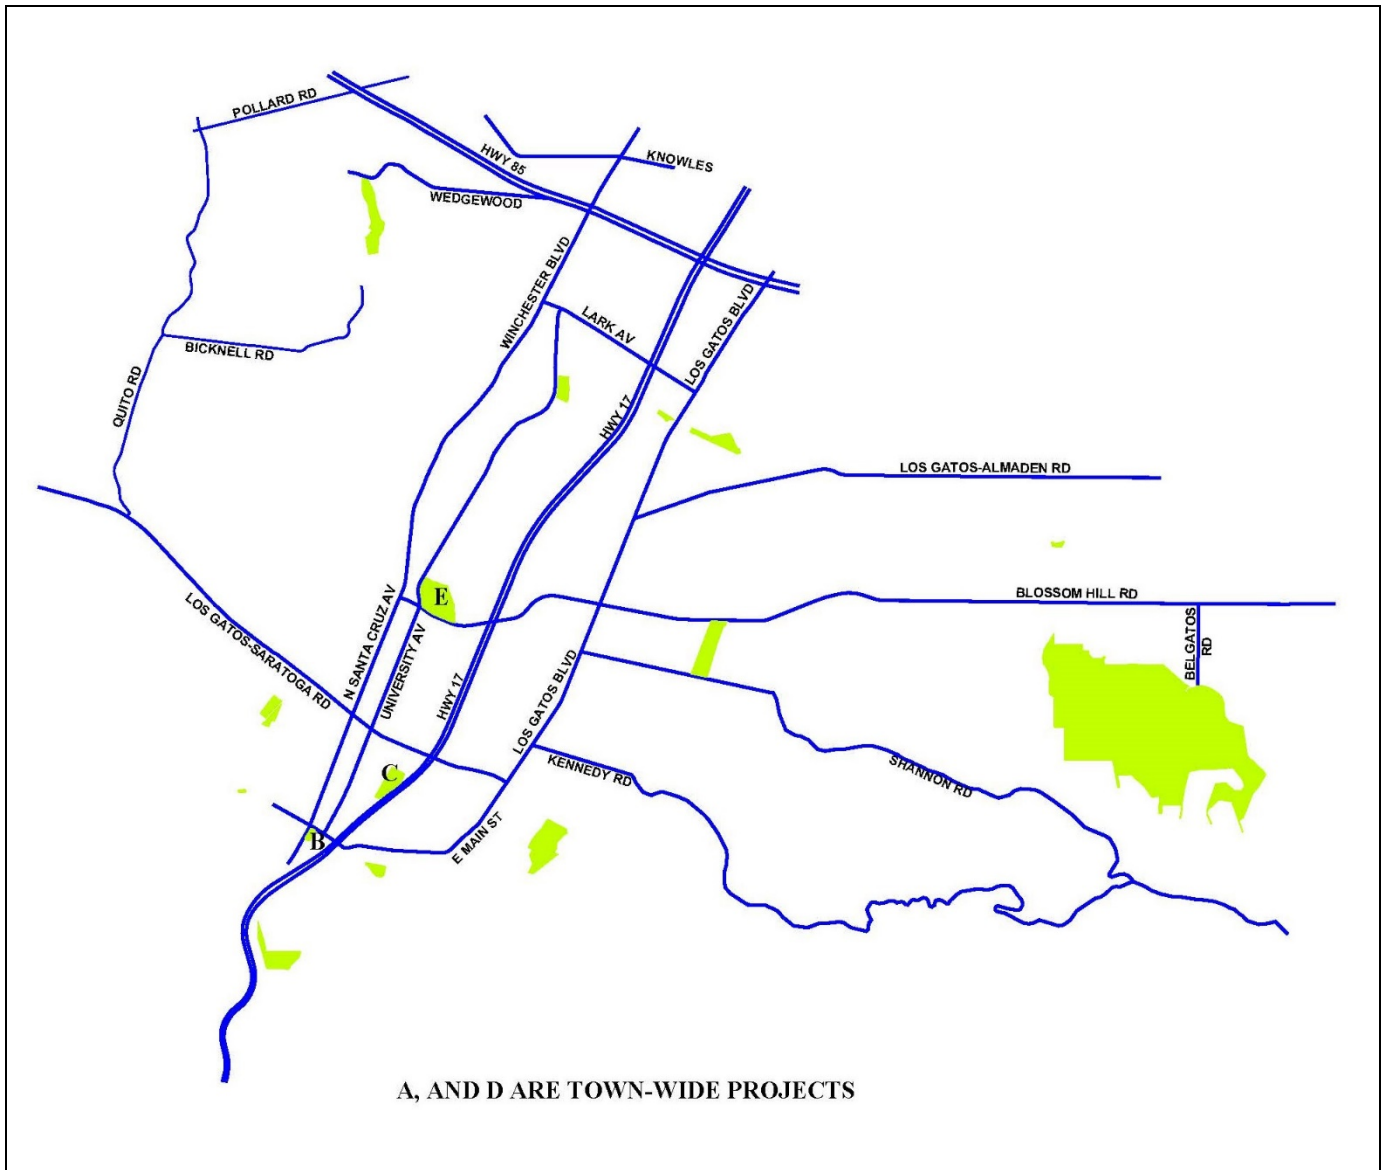 POLLARD RD
HWY 85
KNOWLES
WEDGEWOOD
WINCHESTER BLVD
LARK AV
LOS GATOS BLVD
BICKNELL RD
QUITO RD
HWY 17
LOS GATOS-ALMADEN RD
E
BLOSSOM HILL RD
BELGATOS
RD
LOS GATOS-SARATOGA RD
N SANTA CRUZ AV
UNIVERSITY AV
HWY 17
LOS GATOS BLVD
C
KENNEDY RD
SHANNON RD
B
E MAIN ST
A, AND D ARE TOWN-WIDE PROJECTS